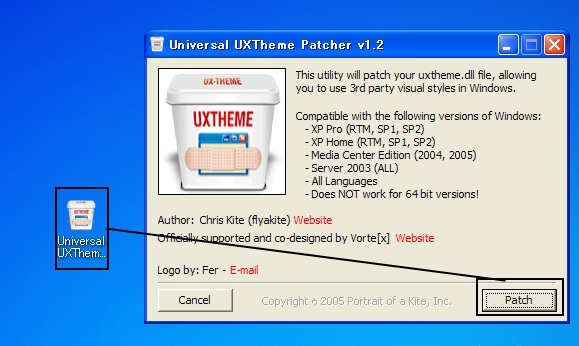 Universal UXTheme Patcher v1.2
UX-THEME
UXTHEME
This utility will patch your uxtheme.dll file, allowing
you to use 3rd party visual styles in Windows.
Compatible with the following versions of Windows:
- XP Pro (RTM, SP1, SP2)
- XP Home (RTM, SP1, SP2)
- Media Center Edition (2004, 2005)
- Server 2003 (ALL)
- All Languages
- Does NOT work for 64 bit versions!
UXTHEME
Universal
UXThem...
Author: Chris Kite (flyakite) Website
Officially supported and co-designed by Vorte[x] Website
Logo by: Fer - E-mail
Cancel
Copyright ｩ 2005 Portrait of a Kite, Inc.
Patch